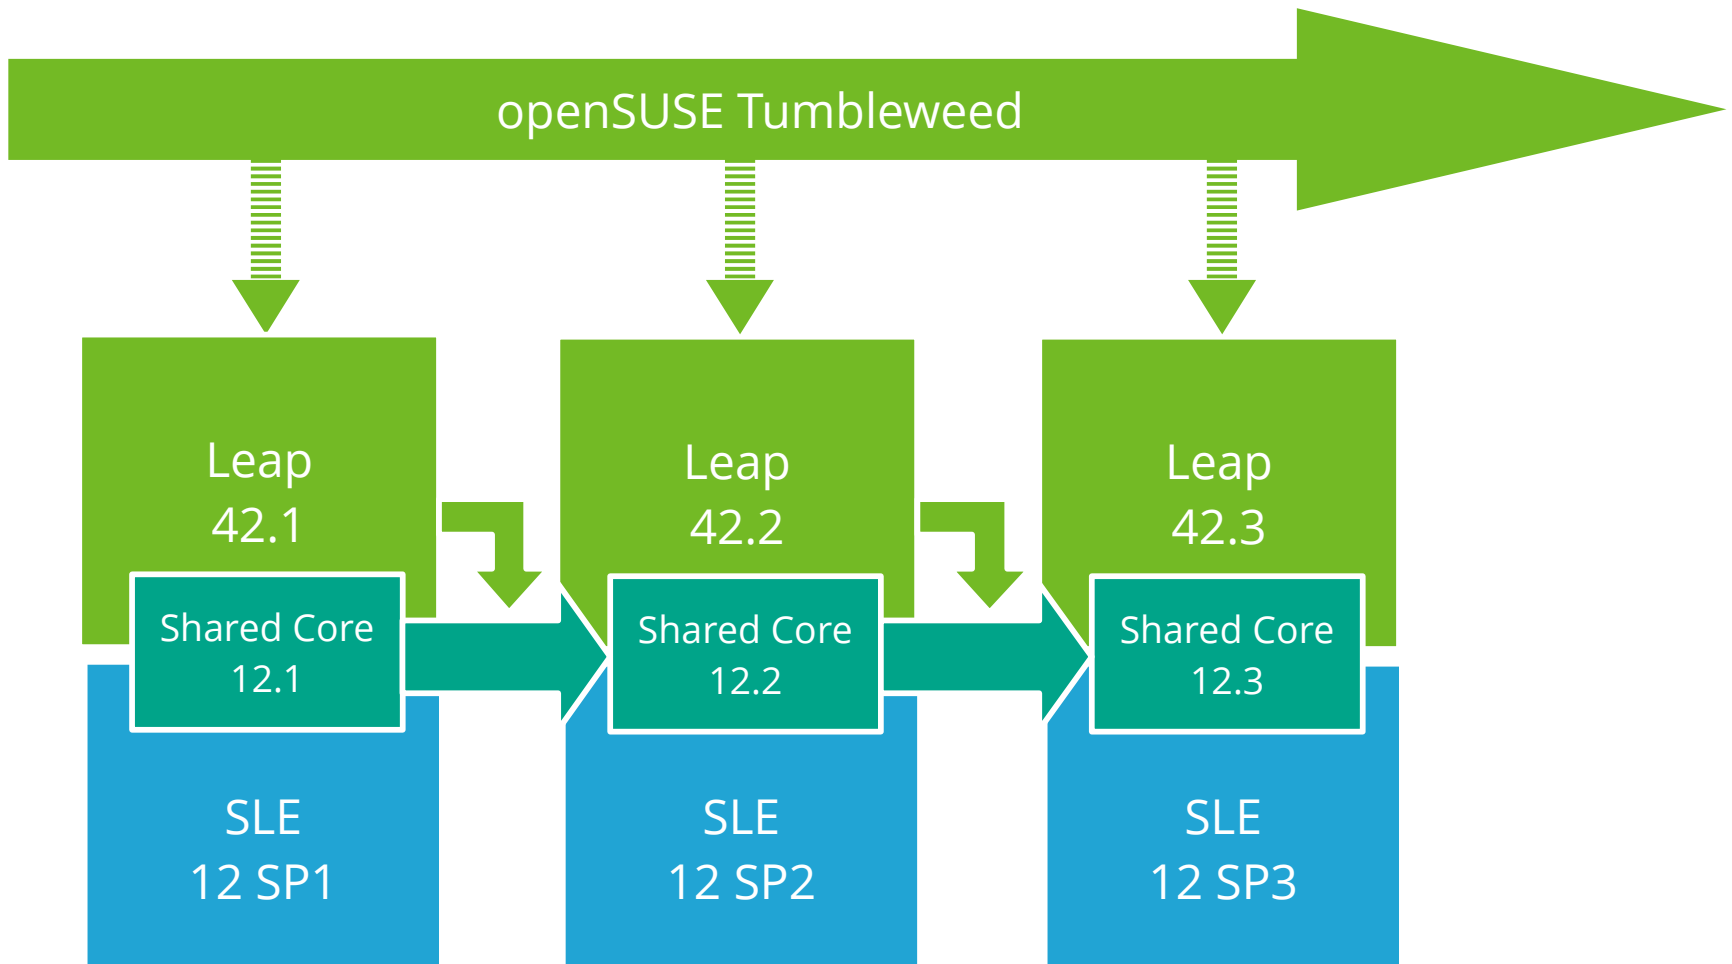 openSUSE Tumbleweed
Leap
42.1
Leap
42.2
Leap
42.3
Shared Core
12.1
Shared Core
12.2
Shared Core
12.3
SLE
12 SP1
SLE
12 SP2
SLE
12 SP3